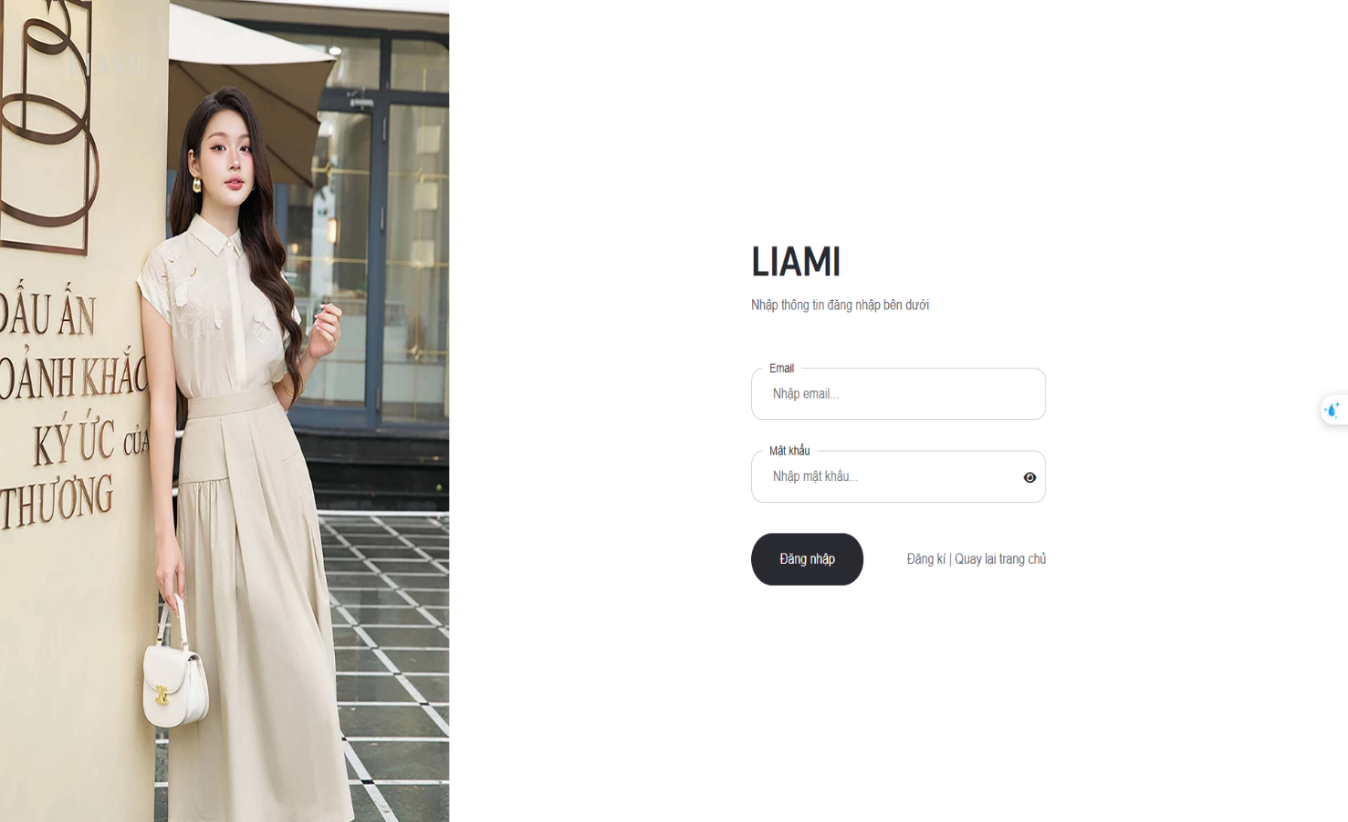 DẤU ẤN
OẢNH KHẮC
KÝ ỨC CỦA
THƯƠNG
LIAMI
Nhập thông tin đăng nhập bên dưới
Email
Nhập email...
Mật khẩu
Nhập mật khẩu...
Đăng nhập
Đăng kí | Quay lại trang chủ